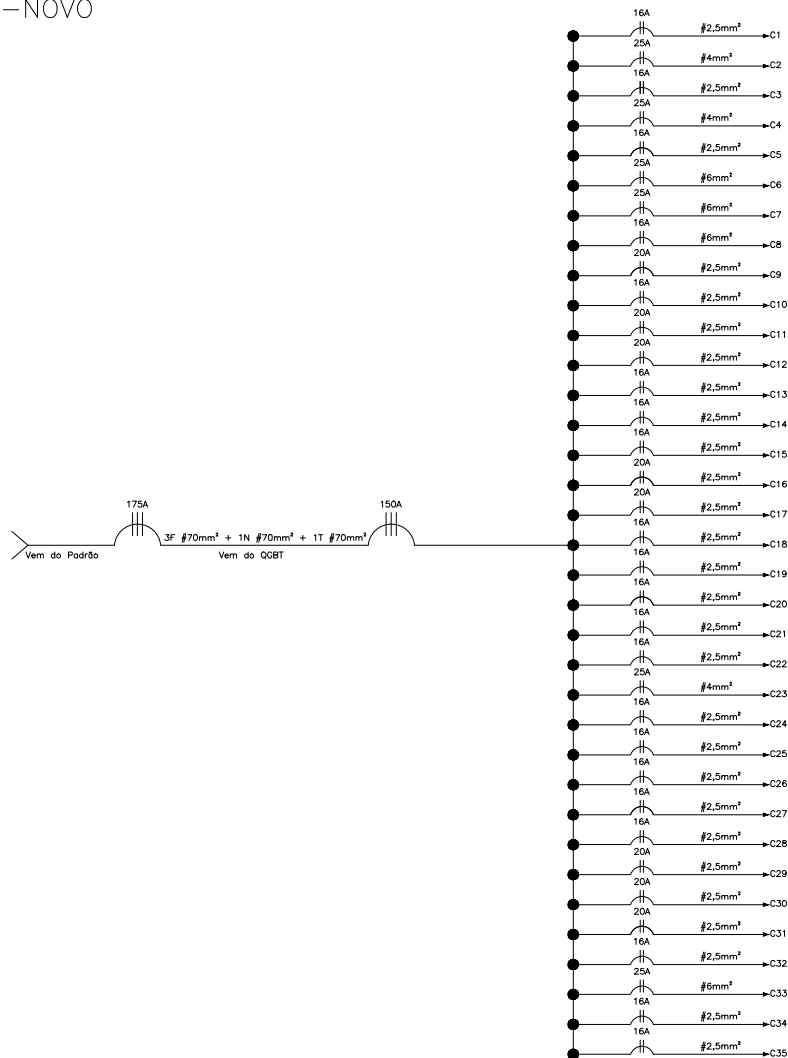 -NOVO
16A #2,5mm² C1
25A #4mm² C2
16A #2,5mm² C3
25A #4mm² C4
16A #2,5mm² C5
25A #6mm² C6
25A #6mm² C7
16A #6mm² C8
20A #2,5mm² C9
16A #2,5mm² C10
20A #2,5mm² C11
20A #2,5mm² C12
16A #2,5mm² C13
16A #2,5mm² C14
16A #2,5mm² C15
20A #2,5mm² C16
20A #2,5mm² C17
175A
150A
3F #70mm² + 1N #70mm² + 1T #70mm²
Vem do Padrão
Vem do QGBT
16A #2,5mm² C18
16A #2,5mm² C19
16A #2,5mm² C20
16A #2,5mm² C21
16A #2,5mm² C22
25A #4mm² C23
16A #2,5mm² C24
16A #2,5mm² C25
16A #2,5mm² C26
16A #2,5mm² C27
16A #2,5mm² C28
20A #2,5mm² C29
20A #2,5mm² C30
20A #2,5mm² C31
16A #2,5mm² C32
25A #6mm² C33
16A #2,5mm² C34
16A #2,5mm² C35